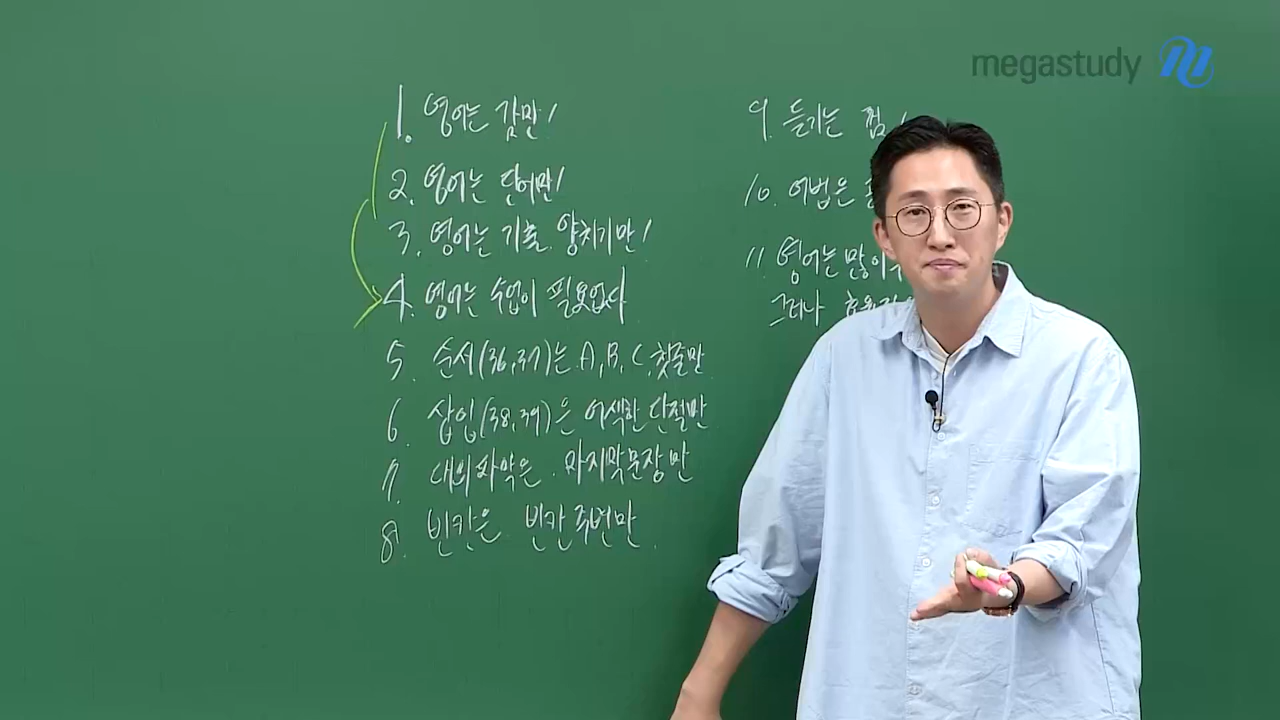 megastudy
1. 영어는 감만!
2. 영어는 단어만!
3. 영어는 기출 양치기만!
4. 영어는 수업이 필요없다
5. 순서(36,37)는 A, B, C, 첫줄만
6. 삽입(38,39)은 어색한 단절만
7. 대의파악은 마지막문장만
8. 빈칸은 빈칸주변만
9. 듣기는 껌!
10. 어법은
11. 영어는 많이
그러나